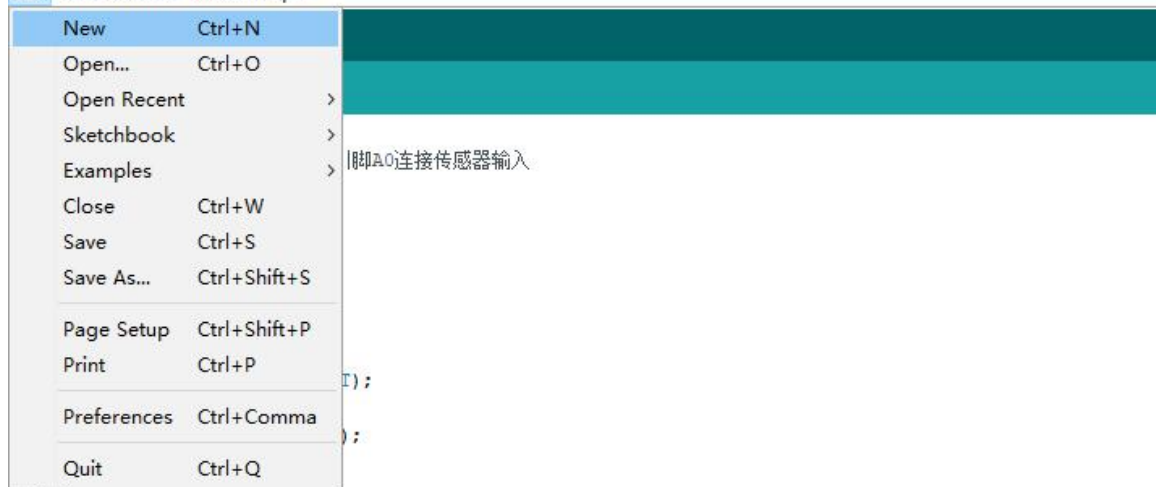 New Ctrl+N
Open... Ctrl+O
Open Recent >
Sketchbook >
Examples >
脚A0连接传感器输入
Close Ctrl+W
Save Ctrl+S
Save As... Ctrl+Shift+S
Page Setup Ctrl+Shift+P
Print Ctrl+P
);
Preferences Ctrl+Comma
);
Quit Ctrl+Q